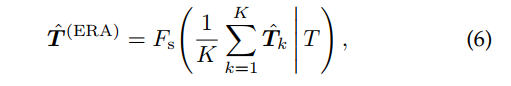 T̂^(ERA) = F_s( 1/K ∑_{k=1}^{K} T̂_k | T ) , (6)